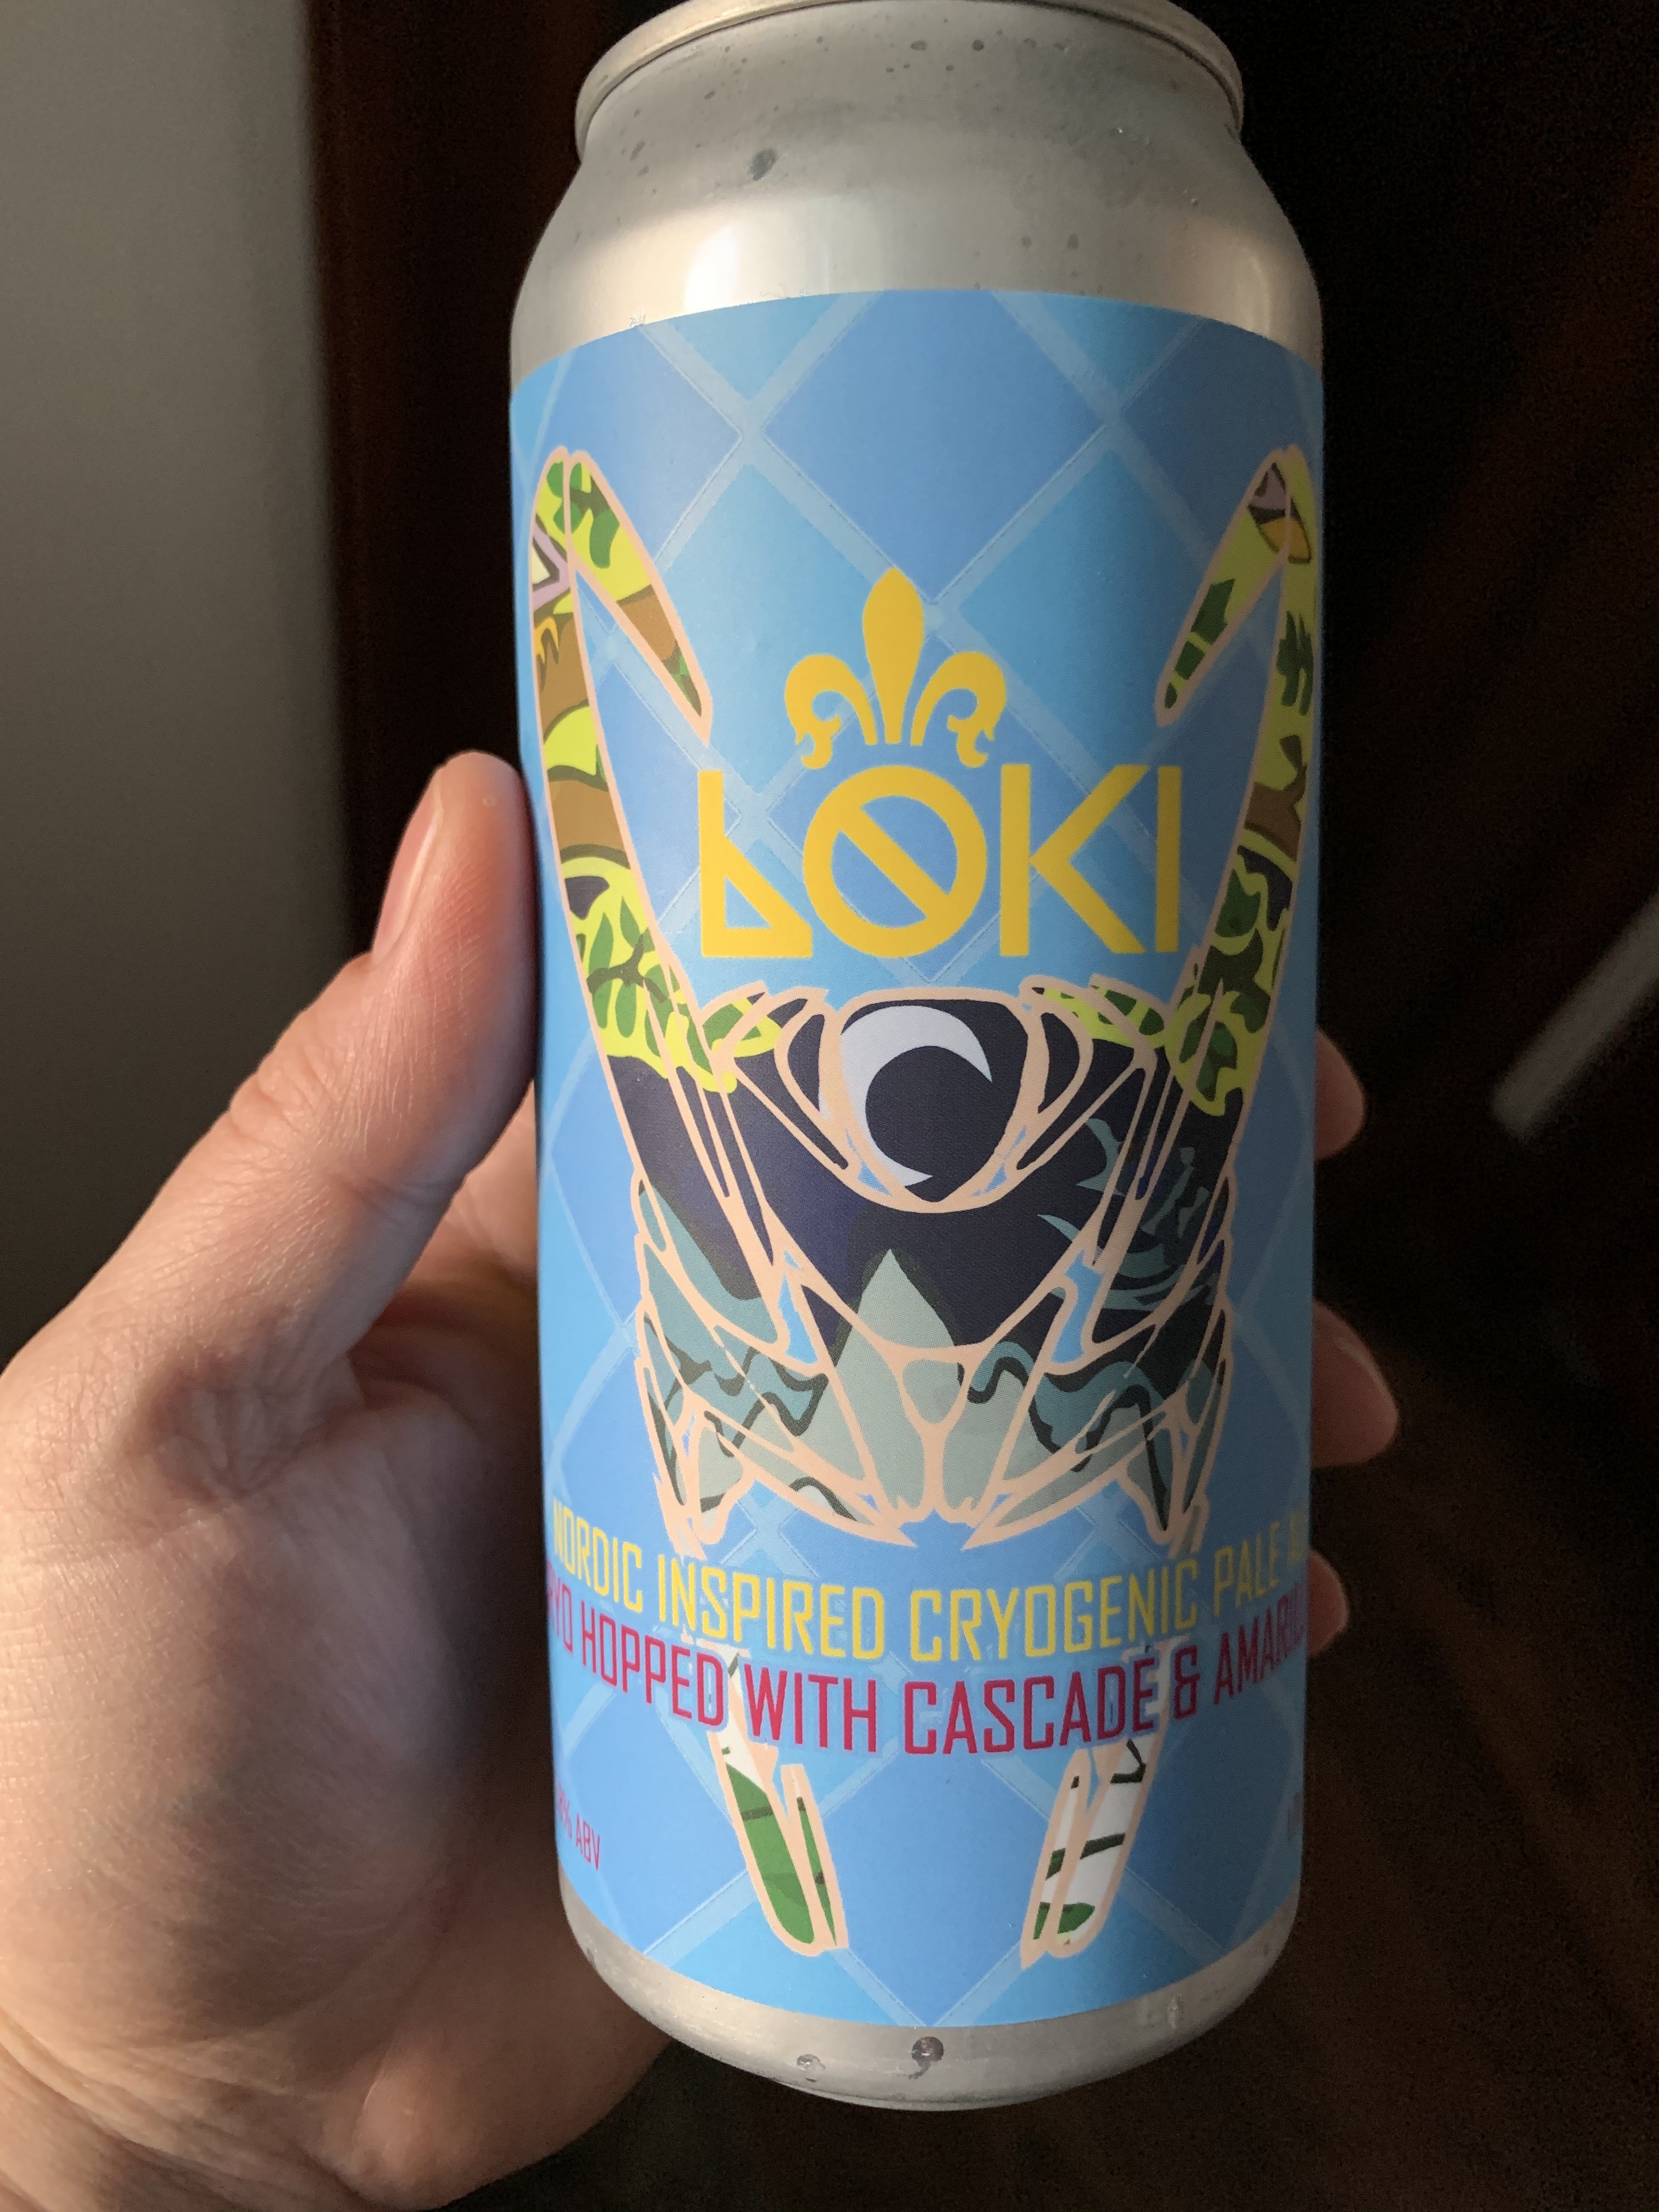 LOKI
NORDIC INSPIRED CRYOGENIC PALE
HOPPED WITH CASCADE &
% ABV